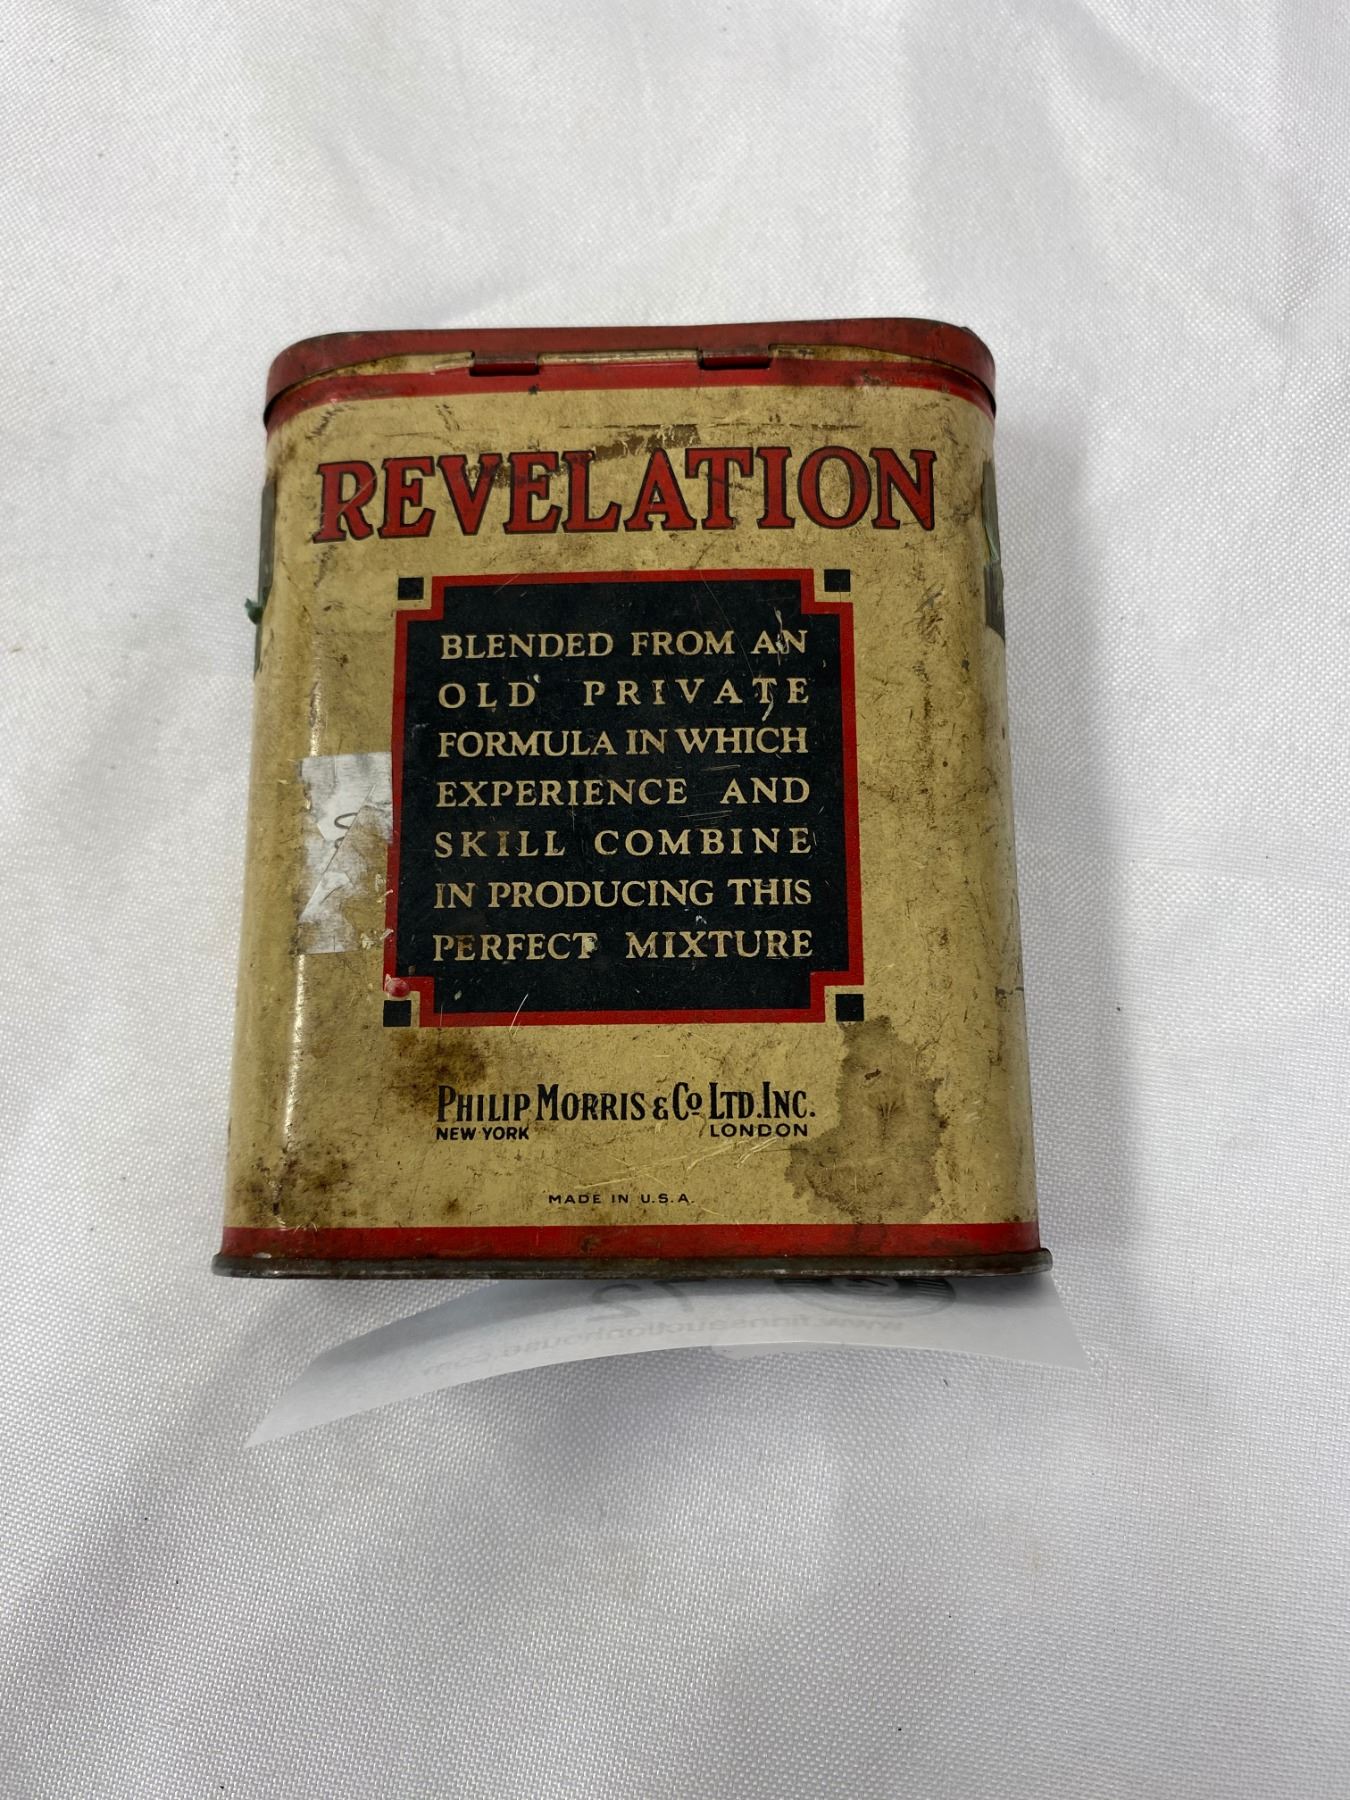 REVELATION
BLENDED FROM AN
OLD PRIVATE
FORMULA IN WHICH
EXPERIENCE AND
SKILL COMBINE
IN PRODUCING THIS
PERFECT MIXTURE
PHILIP MORRIS & Co LTD. INC.
NEW YORK LONDON
MADE IN U.S.A.